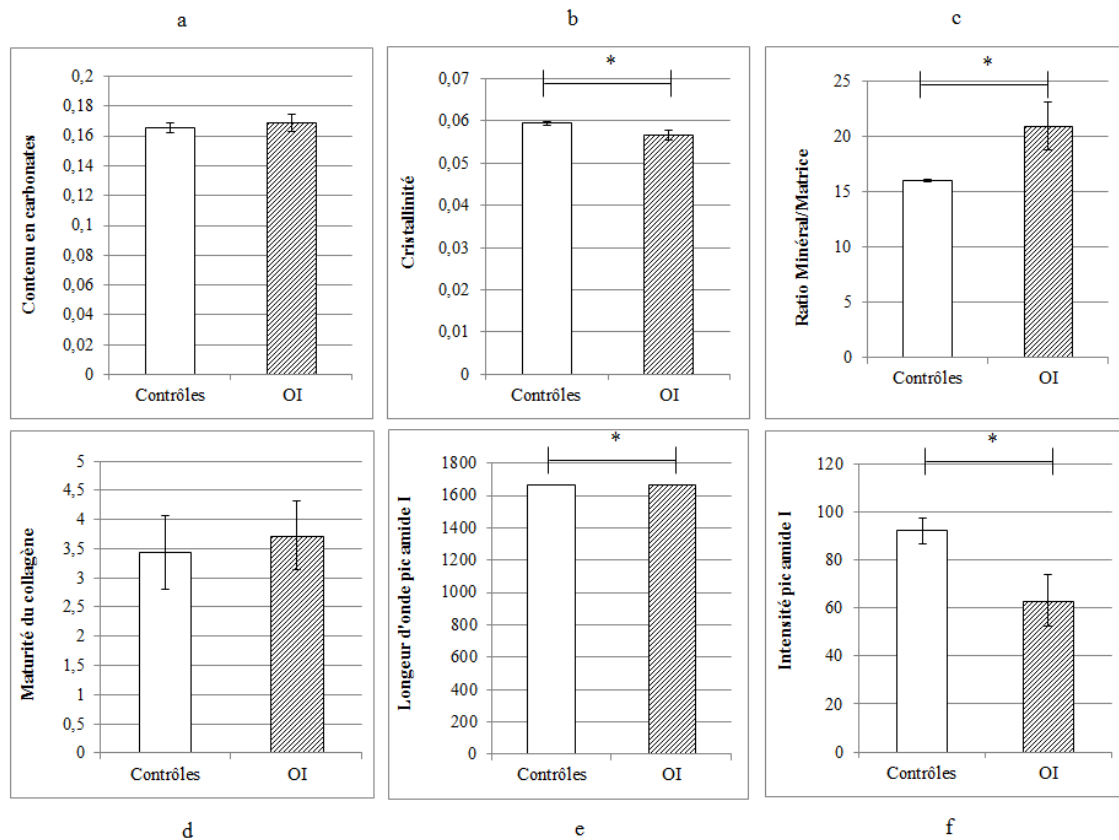 a
b
c
Contenu en carbonates
0,2
0,18
0,16
0,14
0,12
0,1
0,08
0,06
0,04
0,02
0
Contrôles
OI
Cristallinité
*
0,07
0,06
0,05
0,04
0,03
0,02
0,01
0
Contrôles
OI
Ratio Minéral/Matrice
*
25
20
15
10
5
0
Contrôles
OI
Maturité du collagène
5
4,5
4
3,5
3
2,5
2
1,5
1
0,5
0
Contrôles
OI
Longeur d'onde pic amide I
*
1800
1600
1400
1200
1000
800
600
400
200
0
Contrôles
OI
Intensité pic amide I
*
120
100
80
60
40
20
0
Contrôles
OI
d
e
f